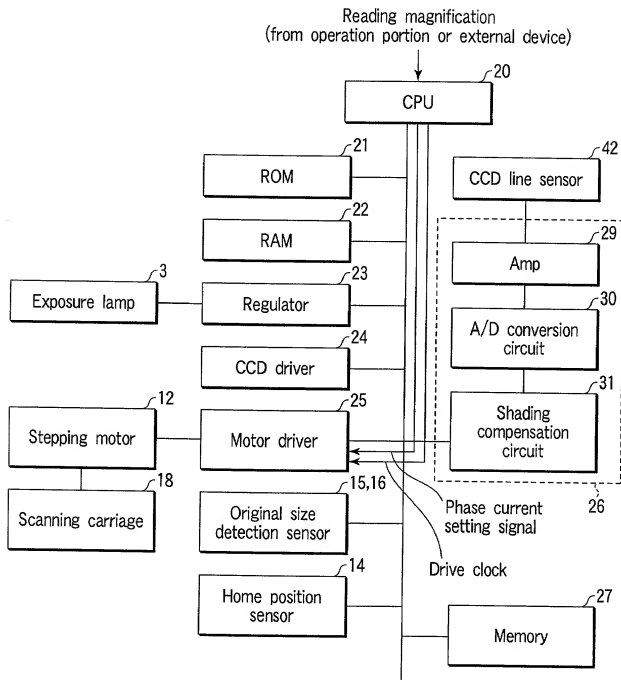 Reading magnification
(from operation portion or external device)
20
CPU
21
ROM
42
CCD line sensor
22
RAM
29
Amp
3
Exposure lamp
23
Regulator
30
A/D conversion
circuit
24
CCD driver
12
Stepping motor
25
Motor driver
31
Shading
compensation
circuit
18
Scanning carriage
15,16
Original size
detection sensor
Phase current
setting signal
26
Drive clock
14
Home position
sensor
27
Memory